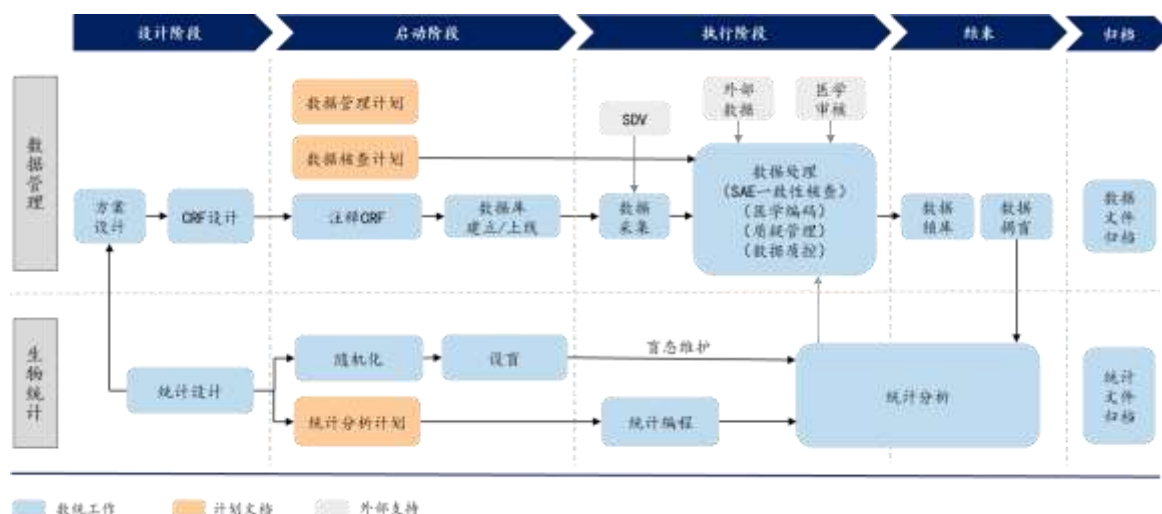 设计阶段
启动阶段
执行阶段
结束
归档
数据管理
数据管理计划
数据核查计划
SDV
外部
数据
医学
审核
方案
设计
CRF设计
注释CRF
数据库
建立/上线
数据
采集
数据处理
(SAE一致性核查)
(医学编码)
(质疑管理)
(数据质控)
数据
锁库
数据
揭盲
数据
文件
归档
生物统计
统计设计
随机化
设盲
盲态维护
统计分析计划
统计编程
统计分析
统计
文件
归档
数统工作
计划文档
外部支持